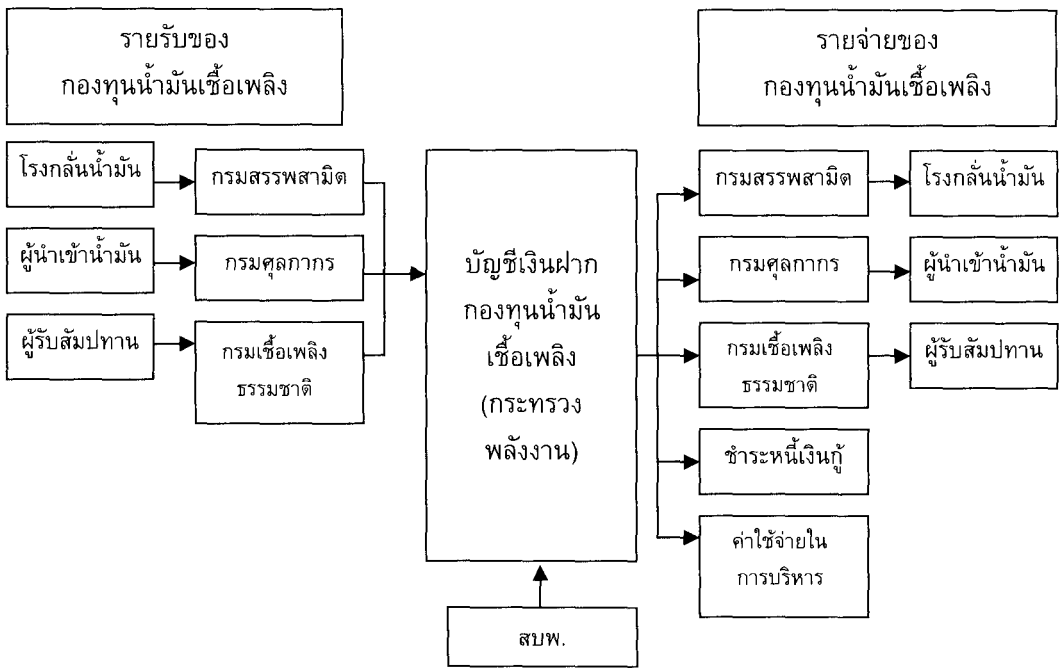 รายรับของ
กองทุนน้ำมันเชื้อเพลิง
รายจ่ายของ
กองทุนน้ำมันเชื้อเพลิง
โรงกลั่นน้ำมัน
กรมสรรพสามิต
ผู้นำเข้าน้ำมัน
กรมศุลกากร
ผู้รับสัมปทาน
กรมเชื้อเพลิง
ธรรมชาติ
บัญชีเงินฝาก
กองทุนน้ำมัน
เชื้อเพลิง
(กระทรวง
พลังงาน)
สบพ.
กรมสรรพสามิต
โรงกลั่นน้ำมัน
กรมศุลกากร
ผู้นำเข้าน้ำมัน
กรมเชื้อเพลิง
ธรรมชาติ
ผู้รับสัมปทาน
ชำระหนี้เงินกู้
ค่าใช้จ่ายใน
การบริหาร